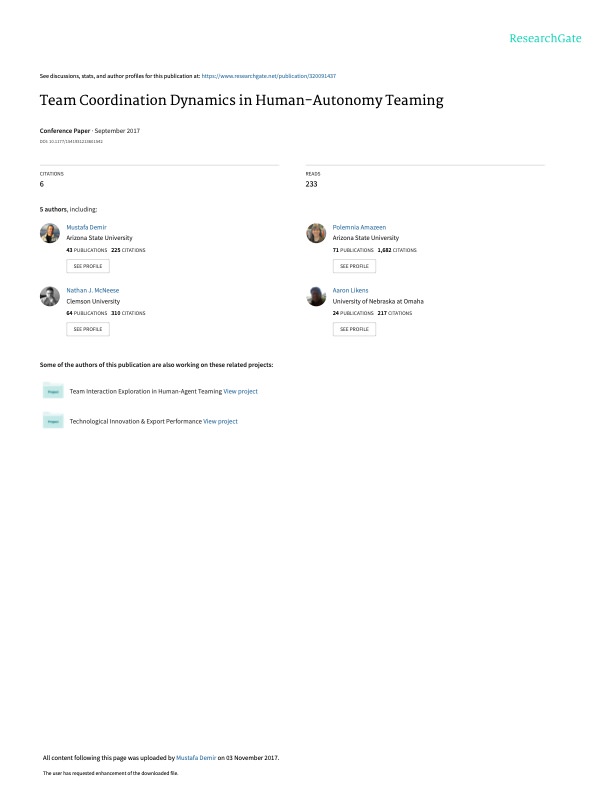 ResearchGate
See discussions, stats, and author profiles for this publication at: https://www.researchgate.net/publication/320091437
Team Coordination Dynamics in Human-Autonomy Teaming
Conference Paper · September 2017
DOI: 10.1177/1541931213601542
CITATIONS
6
READS
233
5 authors, including:
Mustafa Demir
Arizona State University
43 PUBLICATIONS 225 CITATIONS
SEE PROFILE
Polemnia Amazeen
Arizona State University
71 PUBLICATIONS 1,682 CITATIONS
SEE PROFILE
Nathan J. McNeese
Clemson University
64 PUBLICATIONS 310 CITATIONS
SEE PROFILE
Aaron Likens
University of Nebraska at Omaha
24 PUBLICATIONS 217 CITATIONS
SEE PROFILE
Some of the authors of this publication are also working on these related projects:
Project
Team Interaction Exploration in Human-Agent Teaming View project
Project
Technological Innovation & Export Performance View project
All content following this page was uploaded by Mustafa Demir on 03 November 2017.
The user has requested enhancement of the downloaded file.